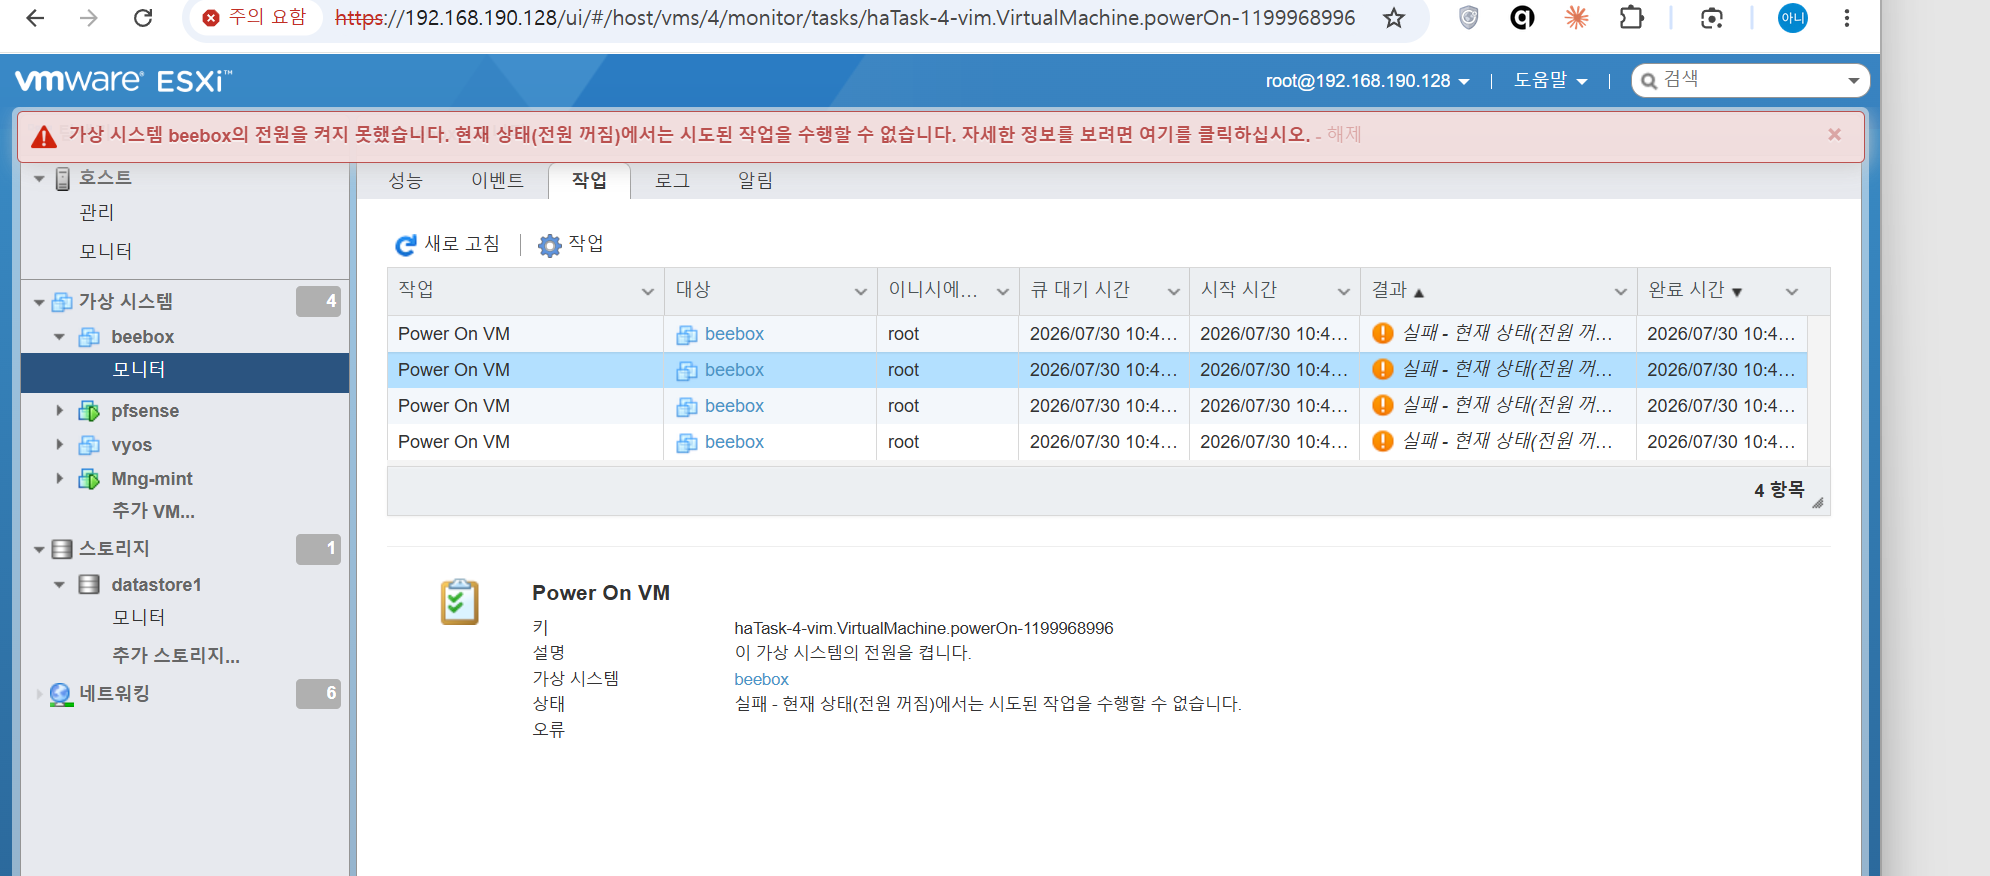 주의 요함
https://192.168.190.128/ui/#/host/vms/4/monitor/tasks/haTask-4-vim.VirtualMachine.powerOn-1199968996
아니
vmware ESXi™
root@192.168.190.128
도움말
검색
가상 시스템 beebox의 전원을 켜지 못했습니다. 현재 상태(전원 꺼짐)에서는 시도된 작업을 수행할 수 없습니다. 자세한 정보를 보려면 여기를 클릭하십시오. - 해제
호스트
관리
모니터
가상 시스템 4
beebox
모니터
pfsense
vyos
Mng-mint
추가 VM...
스토리지 1
datastore1
모니터
추가 스토리지...
네트워킹 6
성능 이벤트 작업 로그 알림
새로 고침 작업
작업 대상 이니시에... 큐 대기 시간 시작 시간 결과 완료 시간
Power On VM beebox root 2026/07/30 10:4... 2026/07/30 10:4... 실패 - 현재 상태(전원 꺼... 2026/07/30 10:4...
Power On VM beebox root 2026/07/30 10:4... 2026/07/30 10:4... 실패 - 현재 상태(전원 꺼... 2026/07/30 10:4...
Power On VM beebox root 2026/07/30 10:4... 2026/07/30 10:4... 실패 - 현재 상태(전원 꺼... 2026/07/30 10:4...
Power On VM beebox root 2026/07/30 10:4... 2026/07/30 10:4... 실패 - 현재 상태(전원 꺼... 2026/07/30 10:4...
4 항목
Power On VM
키 haTask-4-vim.VirtualMachine.powerOn-1199968996
설명 이 가상 시스템의 전원을 켭니다.
가상 시스템 beebox
상태 실패 - 현재 상태(전원 꺼짐)에서는 시도된 작업을 수행할 수 없습니다.
오류